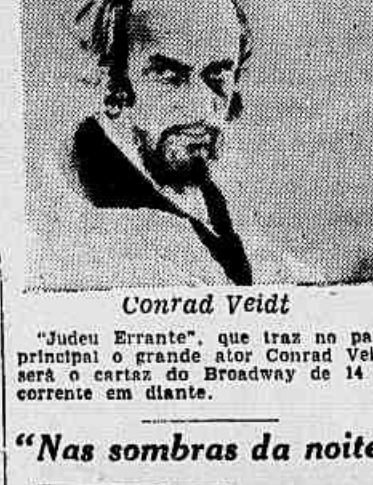 Conrad Veidt
"Judeu Errante", que traz no pa
principal o grande ator Conrad Vei
será o cartaz do Broadway de 14
corrente em diante.
"Nas sombras da noite